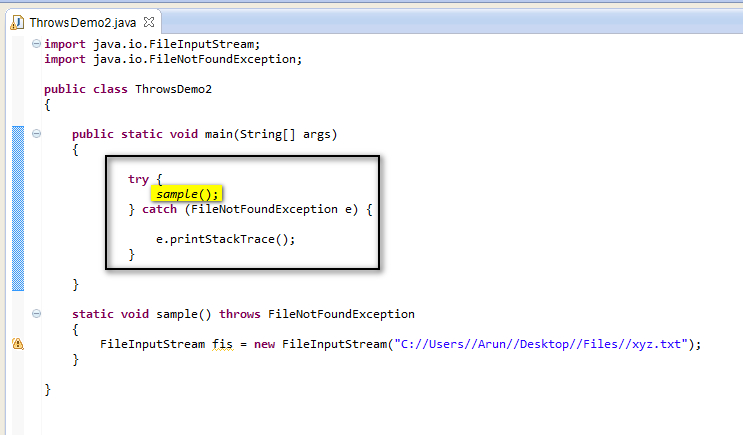 ThrowsDemo2.java
import java.io.FileInputStream;
import java.io.FileNotFoundException;
public class ThrowsDemo2
{
public static void main(String[] args)
{
try {
sample();
} catch (FileNotFoundException e) {
e.printStackTrace();
}
}
static void sample() throws FileNotFoundException
{
FileInputStream fis = new FileInputStream("C://Users//Arun//Desktop//Files//xyz.txt");
}
}